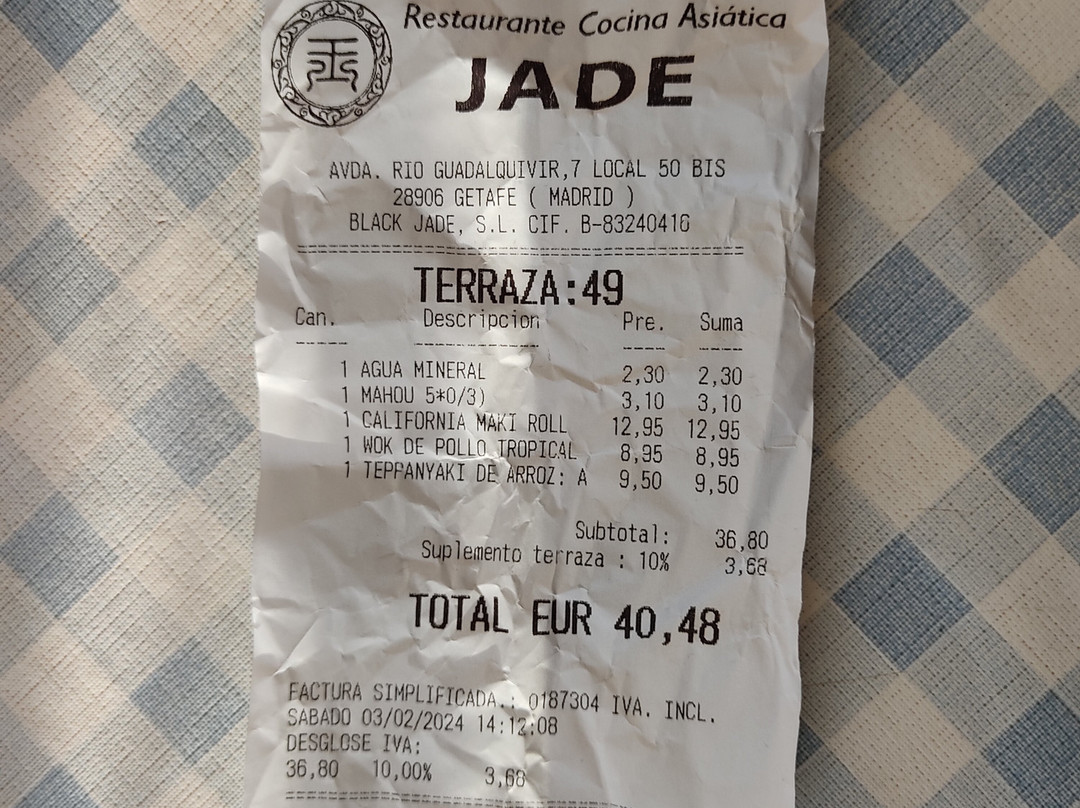 Restaurante Cocina Asiática
JADE
AVDA. RIO GUADALQUIVIR,7 LOCAL 50 BIS
28906 GETAFE ( MADRID )
BLACK JADE, S.L. CIF. B-83240416
TERRAZA:49
Can. Descripcion Pre. Suma
1 AGUA MINERAL 2,30 2,30
1 MAHOU 5*0/3) 3,10 3,10
1 CALIFORNIA MAKI ROLL 12,95 12,95
1 WOK DE POLLO TROPICAL 8,95 8,95
1 TEPPANYAKI DE ARROZ: A 9,50 9,50
Subtotal: 36,80
Suplemento terraza : 10% 3,68
TOTAL EUR 40,48
FACTURA SIMPLIFICADA.: 0187304 IVA. INCL.
SABADO 03/02/2024 14:12:08
DESGLOSE IVA:
36,80 10,00% 3,68